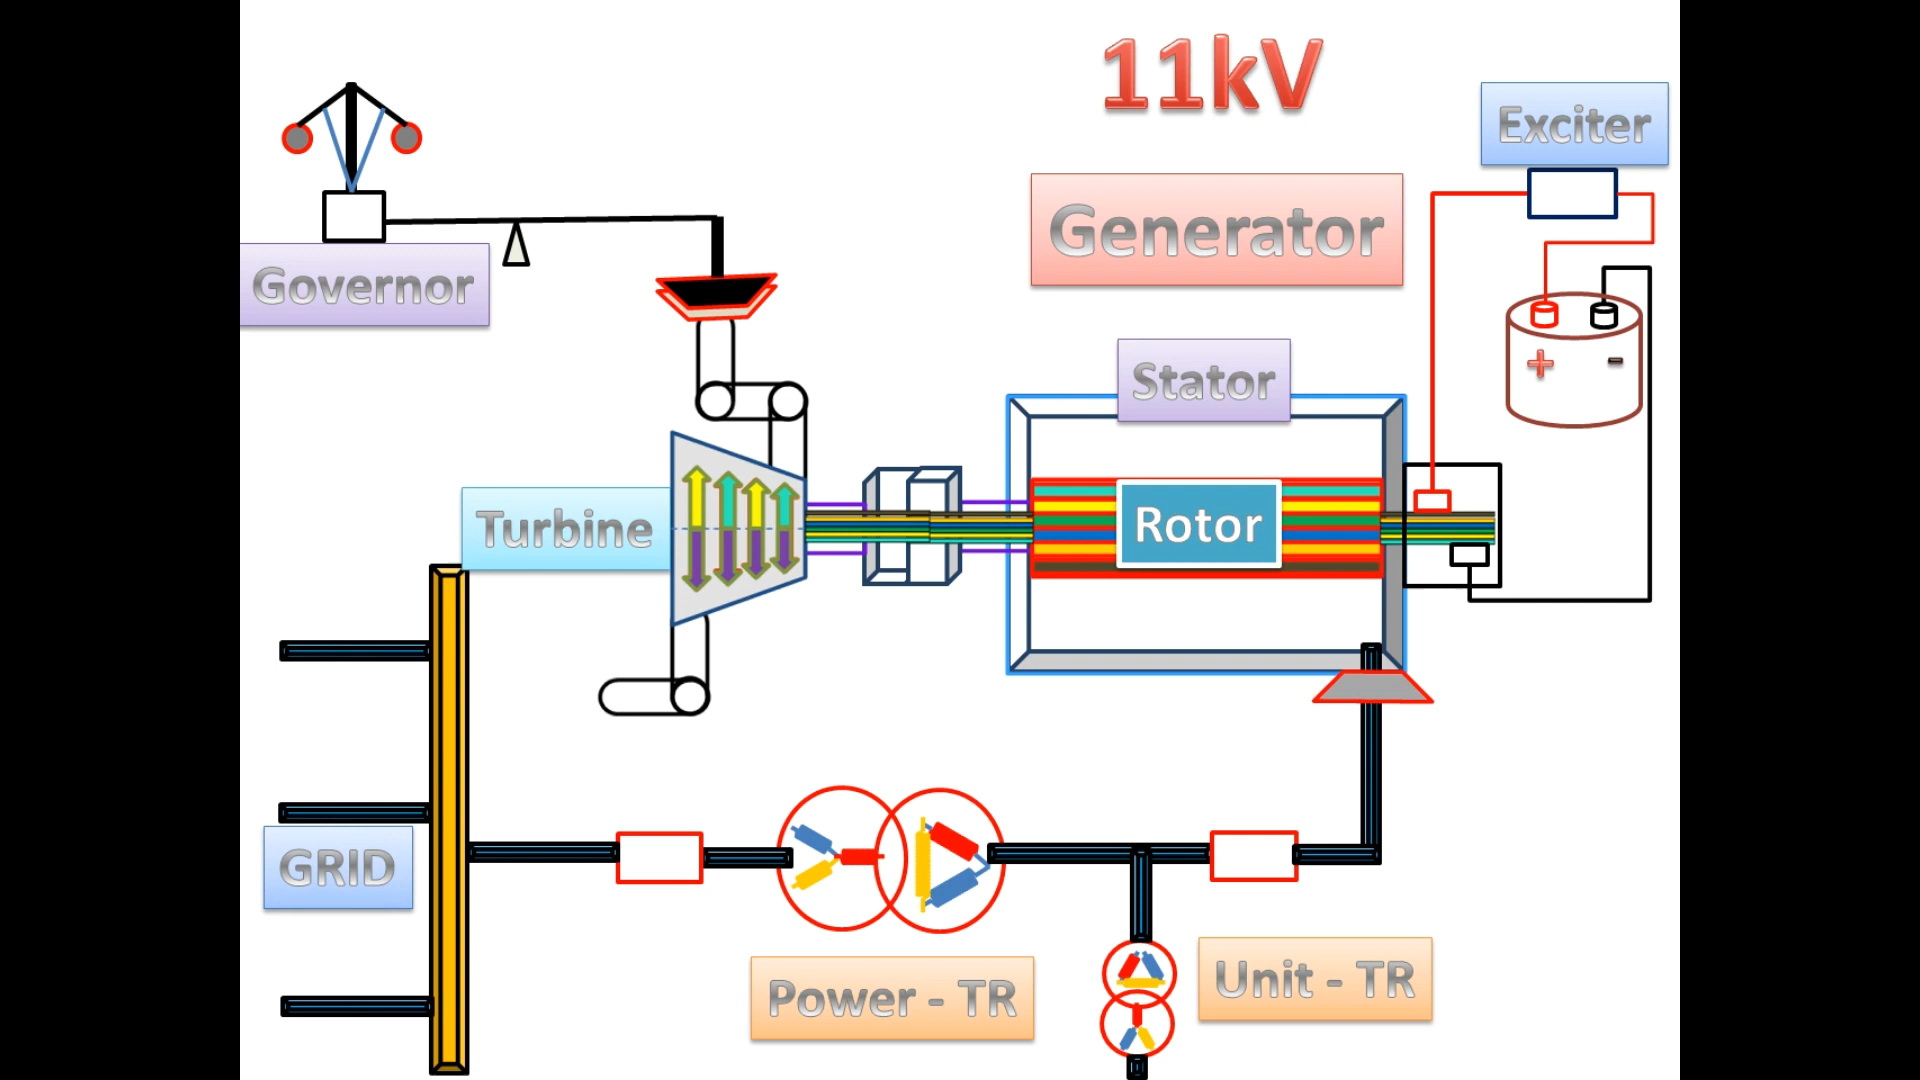 11kV
Exciter
Generator
Governor
+ -
Stator
Turbine
Rotor
GRID
Power - TR
Unit - TR